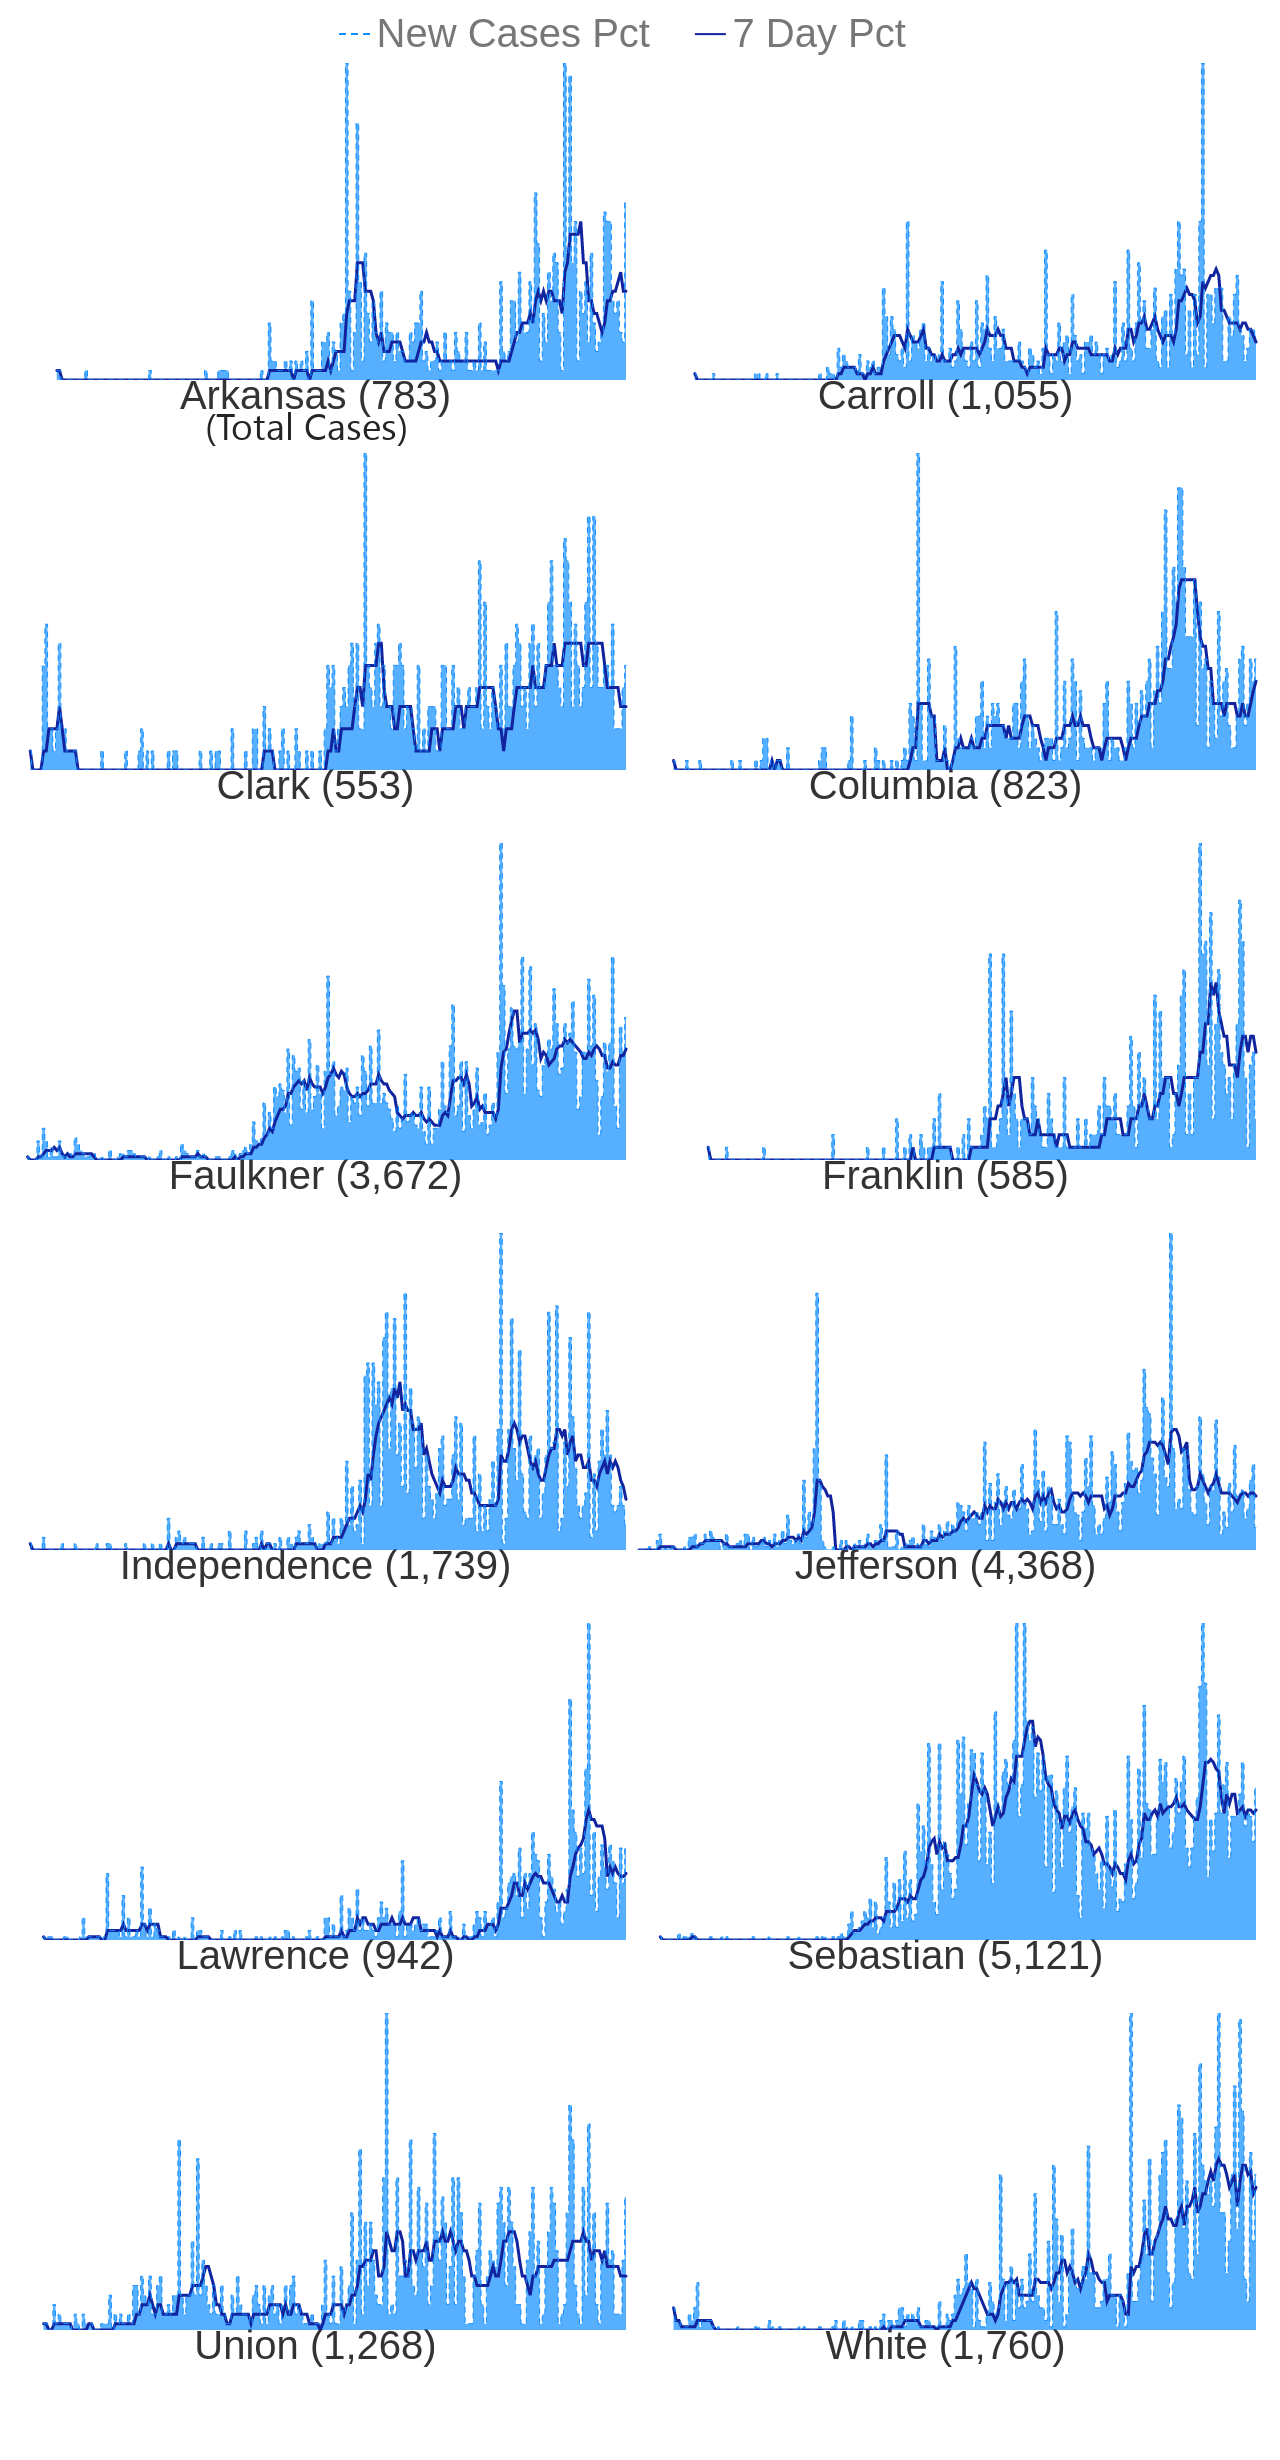 New Cases Pct 7 Day Pct
Arkansas (783) Carroll (1,055)
(Total Cases)
Clark (553) Columbia (823)
Faulkner (3,672) Franklin (585)
Independence (1,739) Jefferson (4,368)
Lawrence (942) Sebastian (5,121)
Union (1,268) White (1,760)